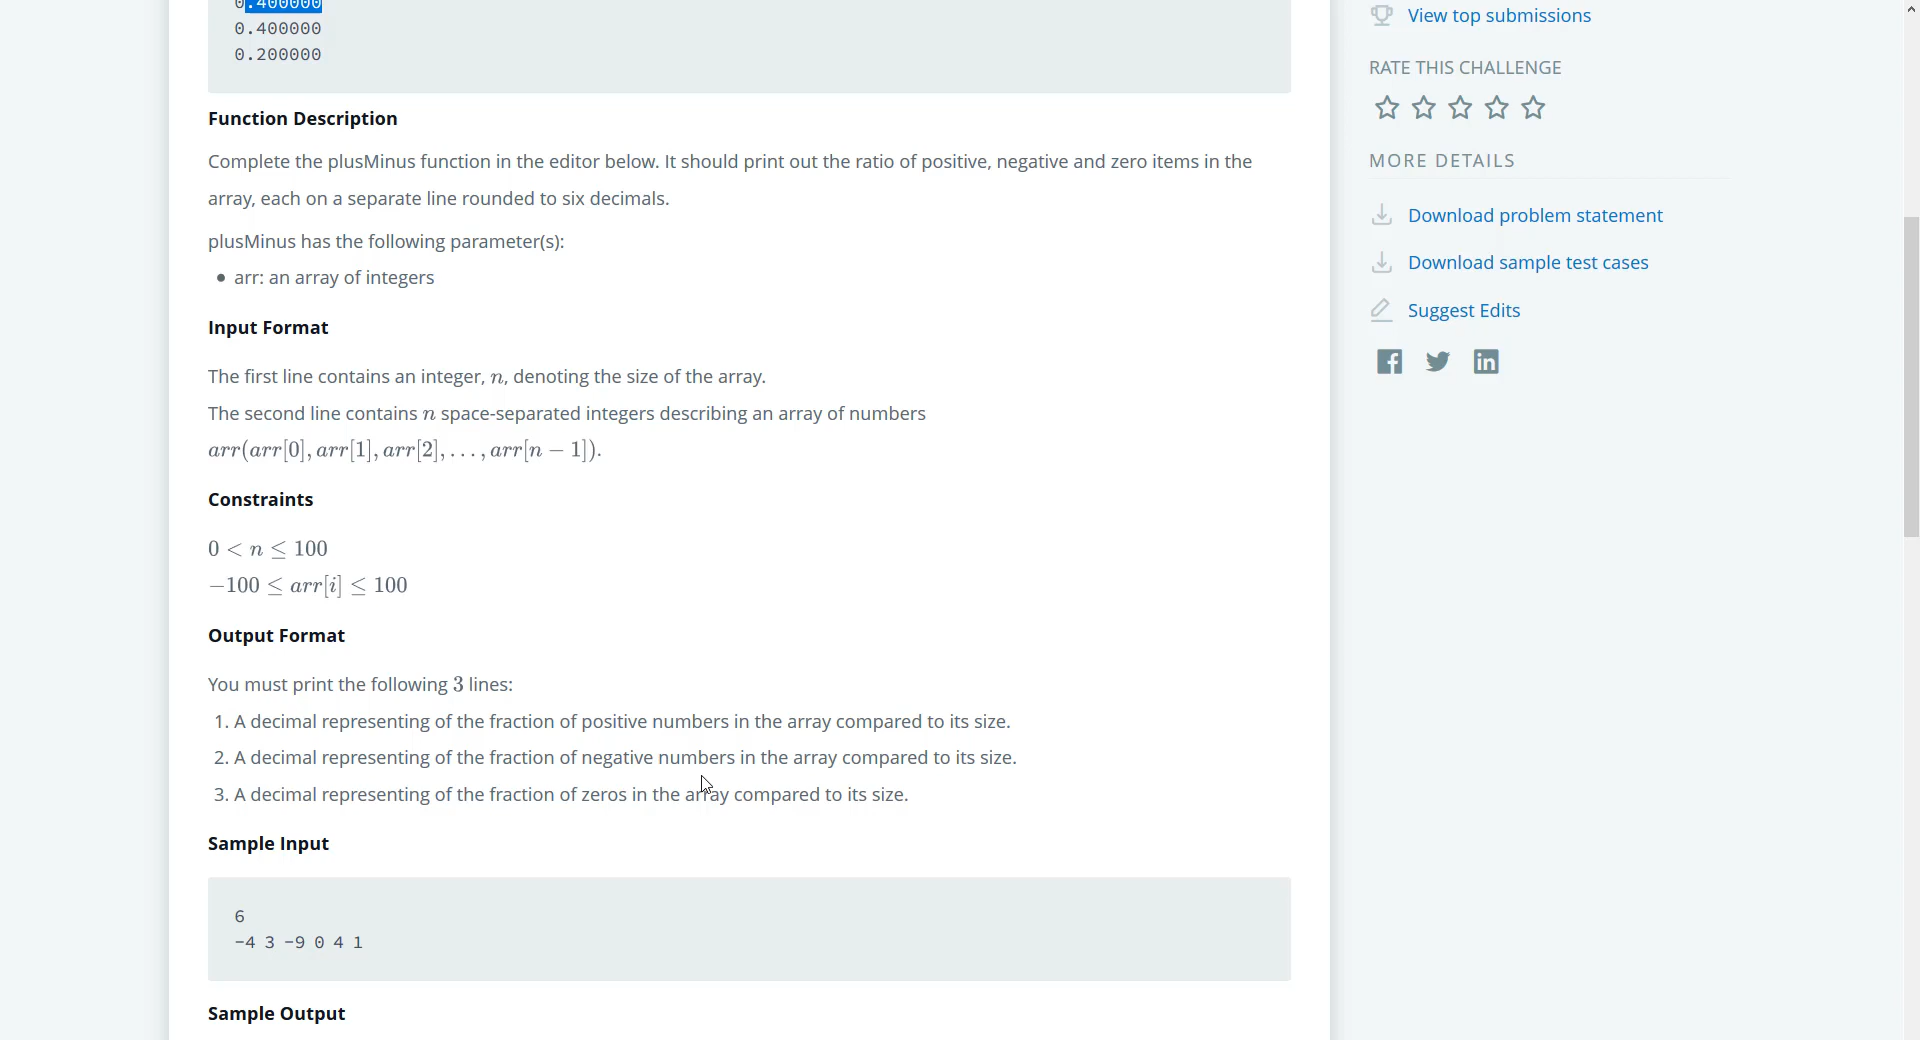 0.400000
0.400000
0.200000
Function Description
Complete the plusMinus function in the editor below. It should print out the ratio of positive, negative and zero items in the
array, each on a separate line rounded to six decimals.
plusMinus has the following parameter(s):
● arr: an array of integers
Input Format
The first line contains an integer, n, denoting the size of the array.
The second line contains n space-separated integers describing an array of numbers
arr(arr[0], arr[1], arr[2], . . . , arr[n − 1]).
Constraints
0 < n ≤ 100
−100 ≤ arr[i] ≤ 100
Output Format
You must print the following 3 lines:
1. A decimal representing of the fraction of positive numbers in the array compared to its size.
2. A decimal representing of the fraction of negative numbers in the array compared to its size.
3. A decimal representing of the fraction of zeros in the array compared to its size.
Sample Input
6
-4 3 -9 0 4 1
Sample Output
View top submissions
RATE THIS CHALLENGE
MORE DETAILS
Download problem statement
Download sample test cases
Suggest Edits